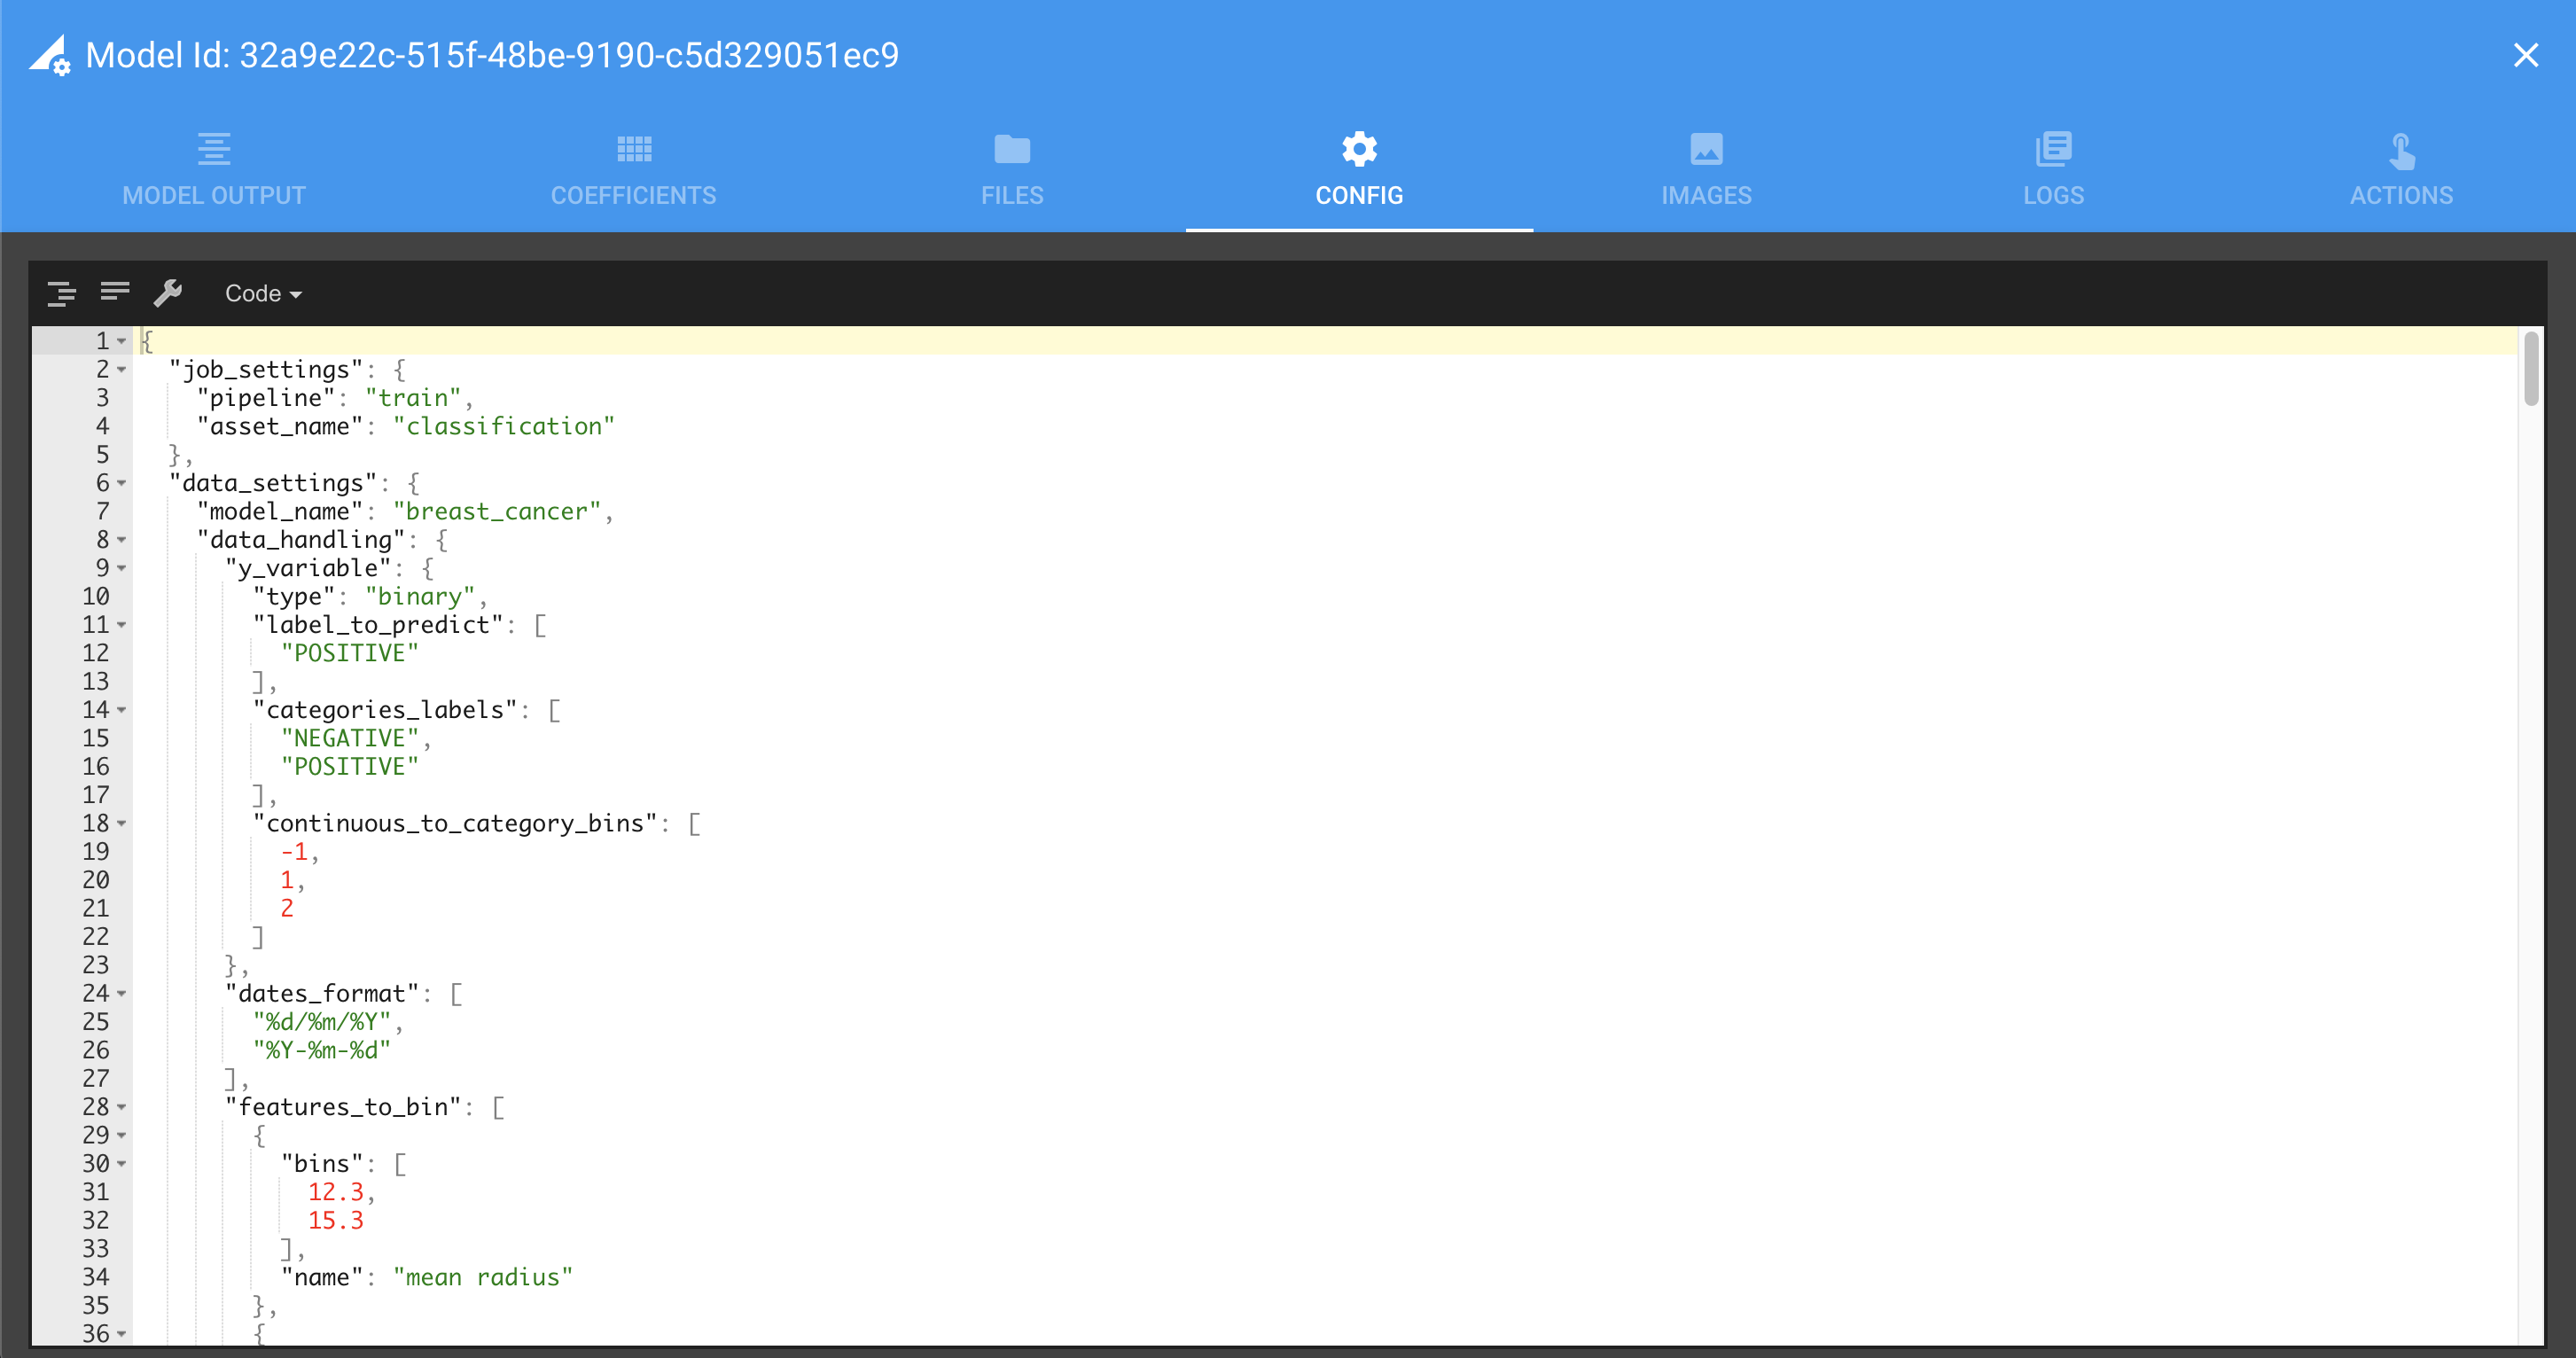 Model Id: 32a9e22c-515f-48be-9190-c5d329051ec9
MODEL OUTPUT COEFFICIENTS FILES CONFIG IMAGES LOGS ACTIONS
Code
1 {
2 "job_settings": {
3 "pipeline": "train",
4 "asset_name": "classification"
5 },
6 "data_settings": {
7 "model_name": "breast_cancer",
8 "data_handling": {
9 "y_variable": {
10 "type": "binary",
11 "label_to_predict": [
12 "POSITIVE"
13 ],
14 "categories_labels": [
15 "NEGATIVE",
16 "POSITIVE"
17 ],
18 "continuous_to_category_bins": [
19 -1,
20 1,
21 2
22 ]
23 },
24 "dates_format": [
25 "%d/%m/%Y",
26 "%Y-%m-%d"
27 ],
28 "features_to_bin": [
29 {
30 "bins": [
31 12.3,
32 15.3
33 ],
34 "name": "mean radius"
35 },
36 {